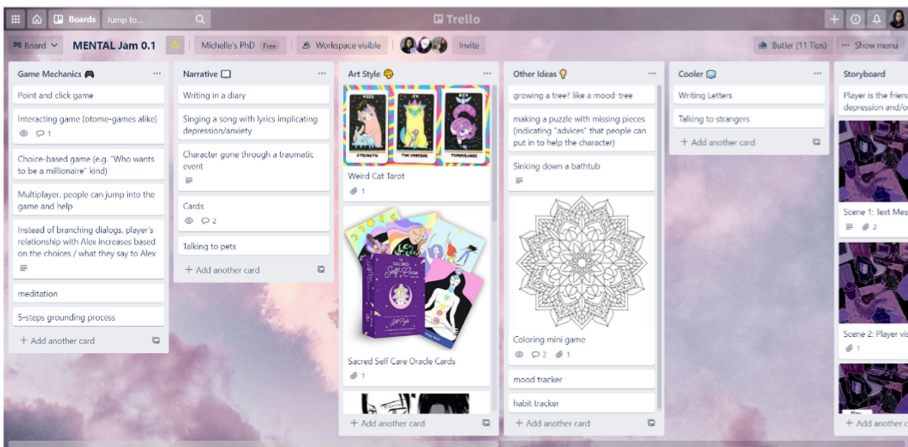 Boards
Jump to...
Trello
Board
MENTAL Jam 0.1
Michelle's PhD Free
Workspace visible
Invite
Butler (11 Tips)
Show menu
Game Mechanics
Point and click game
Interacting game (otome-games alike)
1
Choice-based game (e.g. "Who wants
to be a millionaire" kind)
Multiplayer, people can jump into the
game and help
Instead of branching dialogs, player's
relationship with Alex increases based
on the choices / what they say to Alex
meditation
5-steps grounding process
+ Add another card
Narrative
Writing in a diary
Singing a song with lyrics implicating
depression/anxiety
Character gone through a traumatic
event
Cards
2
Talking to pets
+ Add another card
Art Style
STRENGTH
THE EMPRESS
TEMPERANCE
Weird Cat Tarot
1
THE
SACRED
Self-Care
Sacred Self Care Oracle Cards
1
+ Add another card
Other Ideas
growing a tree? like a mood-tree
making a puzzle with missing pieces
(indicating "advices" that people can
put in to help the character)
Sinking down a bathtub
Coloring mini game
2 1
mood tracker
habit tracker
+ Add another card
Cooler
Writing Letters
Talking to strangers
+ Add another card
Storyboard
Player is the frien
depression and/o
Scene 1: Text Mes
2
Scene 2: Player vis
1
+ Add another c